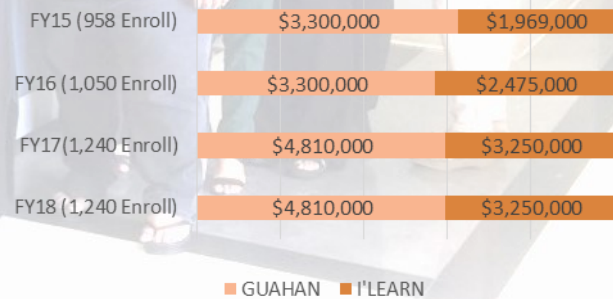 FY15 (958 Enroll) $3,300,000 $1,969,000
FY16 (1,050 Enroll) $3,300,000 $2,475,000
FY17(1,240 Enroll) $4,810,000 $3,250,000
FY18 (1,240 Enroll) $4,810,000 $3,250,000
GUAHAN I'LEARN